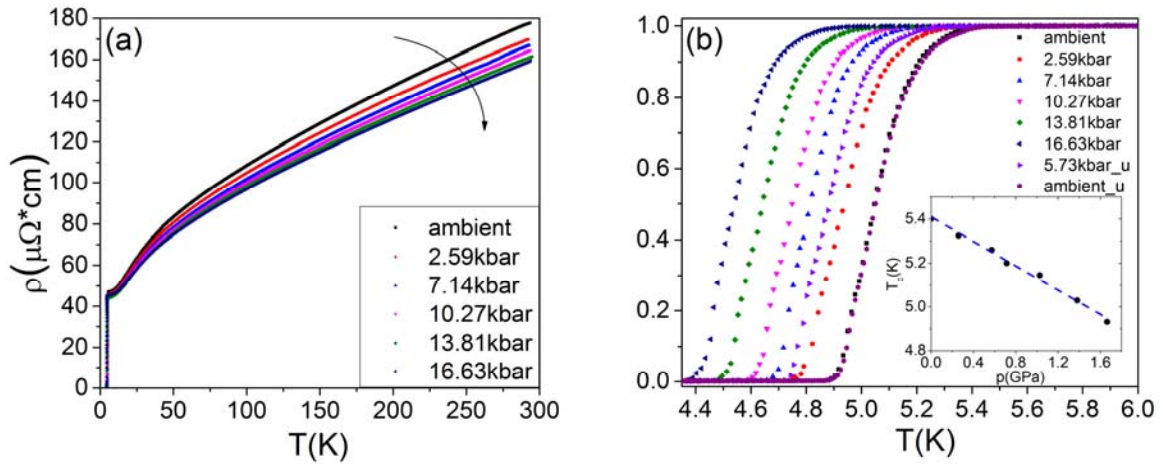 (a)
180
160
140
120
100
80
60
40
20
0
ρ(μΩ*cm)
0 50 100 150 200 250 300
T(K)
ambient
2.59kbar
7.14kbar
10.27kbar
13.81kbar
16.63kbar
(b)
1.0
0.8
0.6
0.4
0.2
0.0
4.4 4.6 4.8 5.0 5.2 5.4 5.6 5.8 6.0
T(K)
ambient
2.59kbar
7.14kbar
10.27kbar
13.81kbar
16.63kbar
5.73kbar_u
ambient_u
5.4
5.2
5.0
4.8
(K)
0.0 0.4 0.8 1.2 1.6
p(GPa)